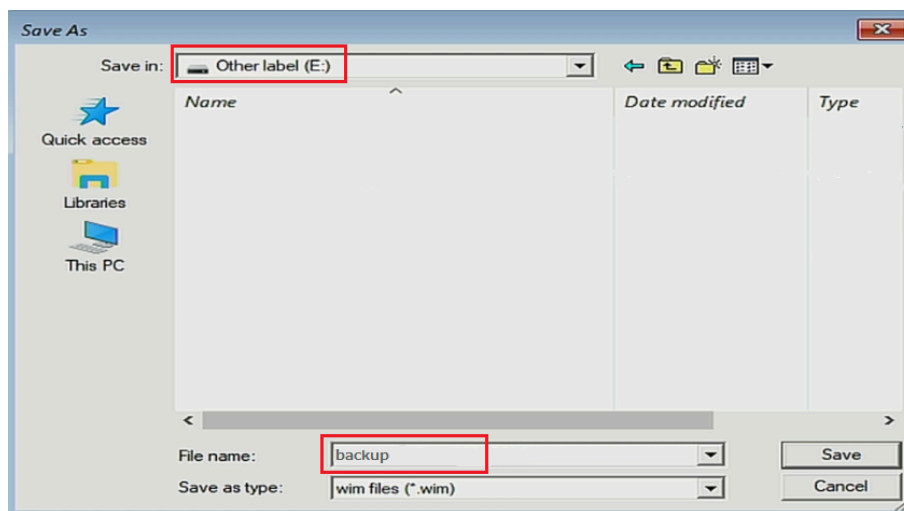 Save As
Save in: Other label (E:)
Name Date modified Type
Quick access
Libraries
This PC
File name: backup
Save as type: wim files (*.wim)
Save
Cancel